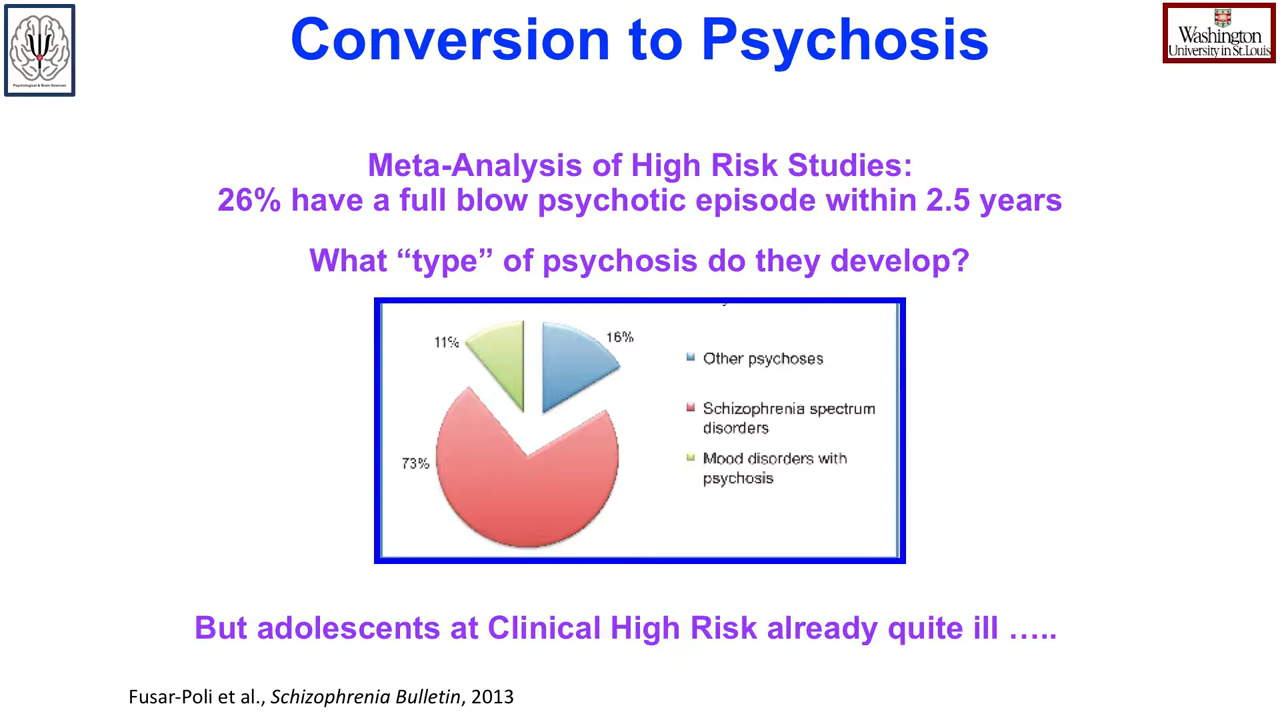 Conversion to Psychosis
Psychological & Brain Sciences
Washington
University in St. Louis
Meta-Analysis of High Risk Studies:
26% have a full blow psychotic episode within 2.5 years
What “type” of psychosis do they develop?
11%
16%
73%
Other psychoses
Schizophrenia spectrum
disorders
Mood disorders with
psychosis
But adolescents at Clinical High Risk already quite ill …..
Fusar-Poli et al., Schizophrenia Bulletin, 2013